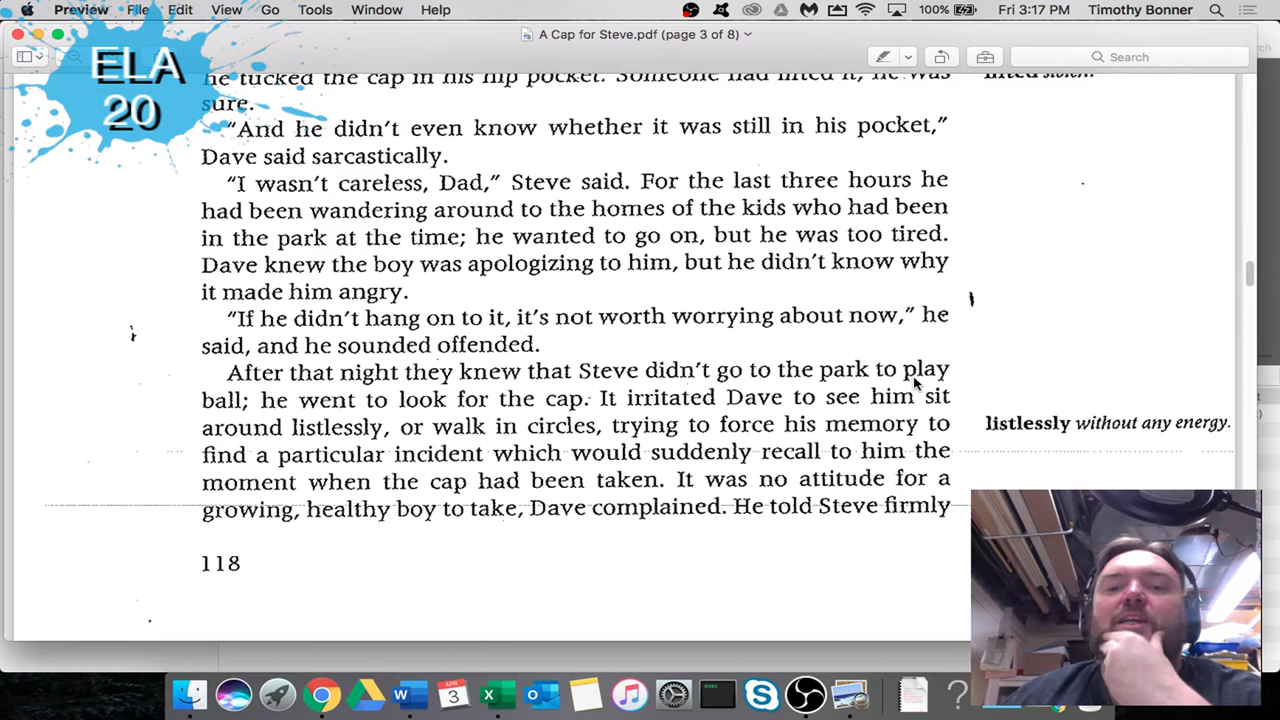 Preview File Edit View Go Tools Window Help 100% Fri 3:17 PM Timothy Bonner
A Cap for Steve.pdf (page 3 of 8)
Search
ELA
20
he tucked the cap in his hip pocket. Someone had lifted it, he was
lifted stolen.
sure.
“And he didn’t even know whether it was still in his pocket,”
Dave said sarcastically.
“I wasn’t careless, Dad,” Steve said. For the last three hours he
had been wandering around to the homes of the kids who had been
in the park at the time; he wanted to go on, but he was too tired.
Dave knew the boy was apologizing to him, but he didn’t know why
it made him angry.
“If he didn’t hang on to it, it’s not worth worrying about now,” he
said, and he sounded offended.
After that night they knew that Steve didn’t go to the park to play
ball; he went to look for the cap. It irritated Dave to see him sit
around listlessly, or walk in circles, trying to force his memory to
listlessly without any energy.
find a particular incident which would suddenly recall to him the
moment when the cap had been taken. It was no attitude for a
growing, healthy boy to take, Dave complained. He told Steve firmly
118
APR
3